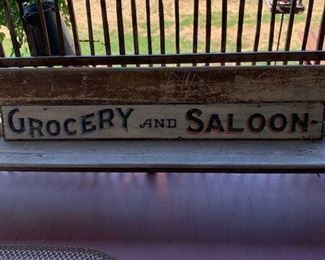 GROCERY AND SALOON-